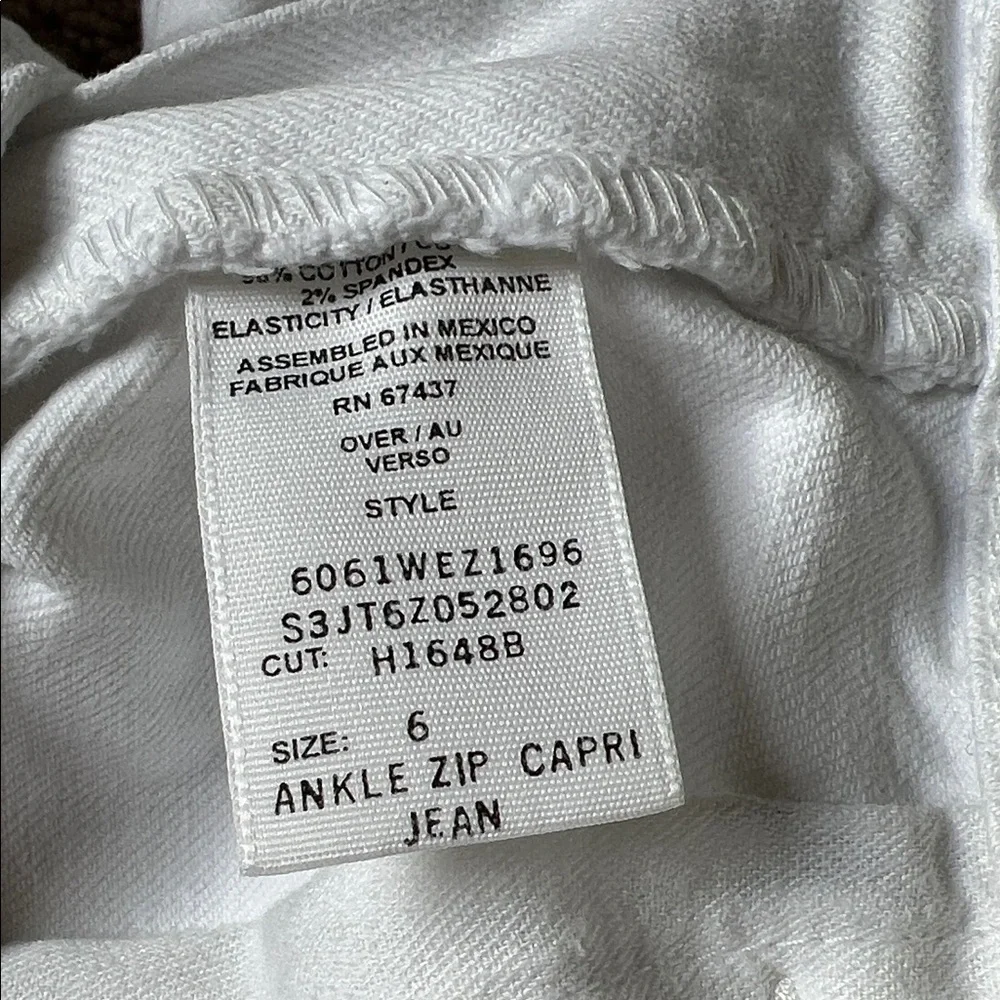 % COTTON /
2% SPANDEX
ELASTICITY / ELASTHANNE
ASSEMBLED IN MEXICO
FABRIQUE AUX MEXIQUE
RN 67437
OVER / AU
VERSO
STYLE
6061WEZ1696
S3JT6Z052802
CUT: H1648B
SIZE: 6
ANKLE ZIP CAPRI
JEAN